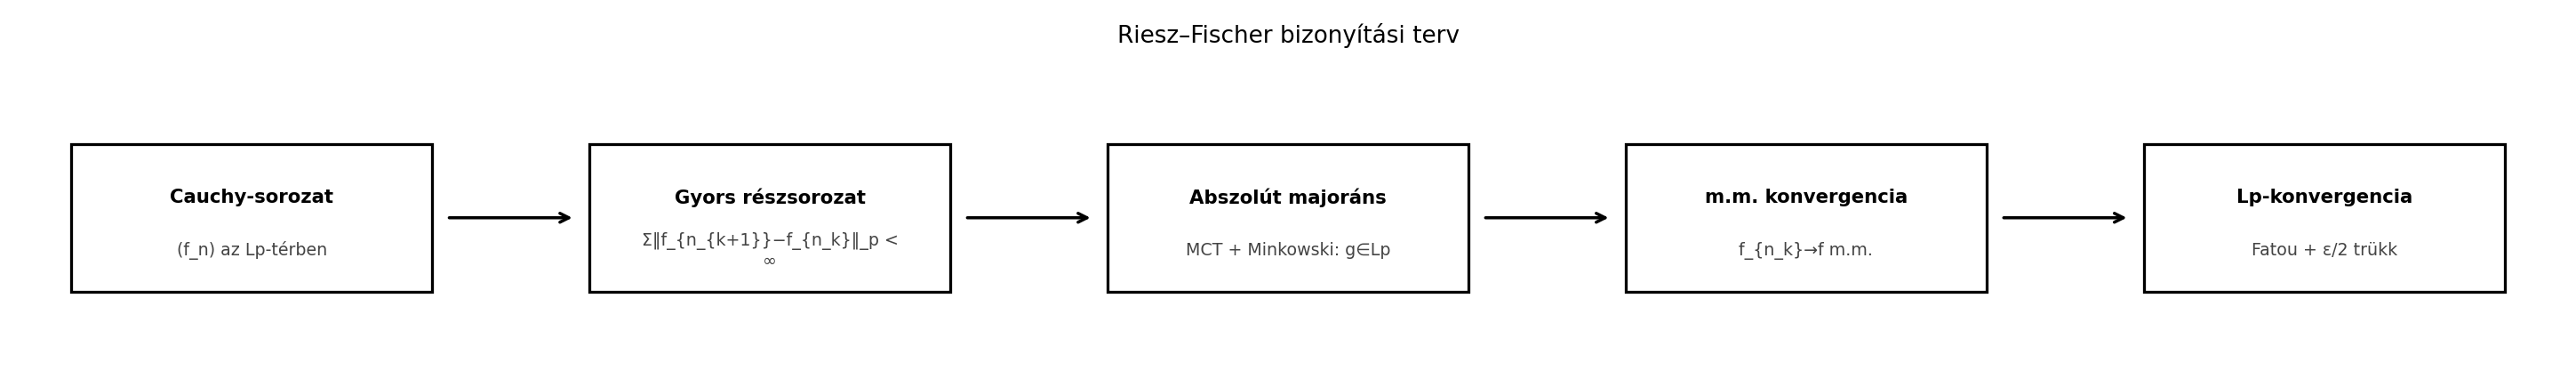 Riesz–Fischer bizonyítási terv
Cauchy-sorozat
(f_n) az Lp-térben
Gyors részsorozat
Σ‖f_{n_{k+1}}−f_{n_k}‖_p <
∞
Abszolút majoráns
MCT + Minkowski: g∈Lp
m.m. konvergencia
f_{n_k}→f m.m.
Lp-konvergencia
Fatou + ε/2 trükk